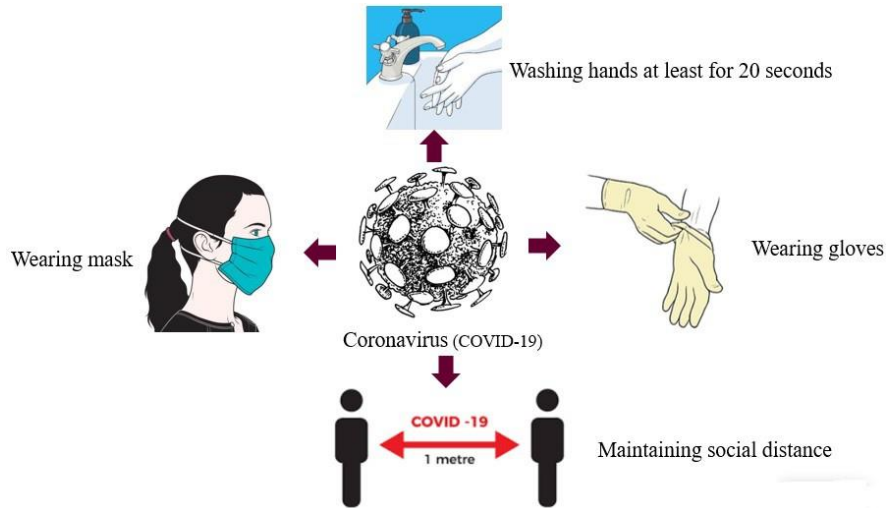 Washing hands at least for 20 seconds
Wearing mask
Wearing gloves
Coronavirus (COVID-19)
COVID -19
1 metre
Maintaining social distance